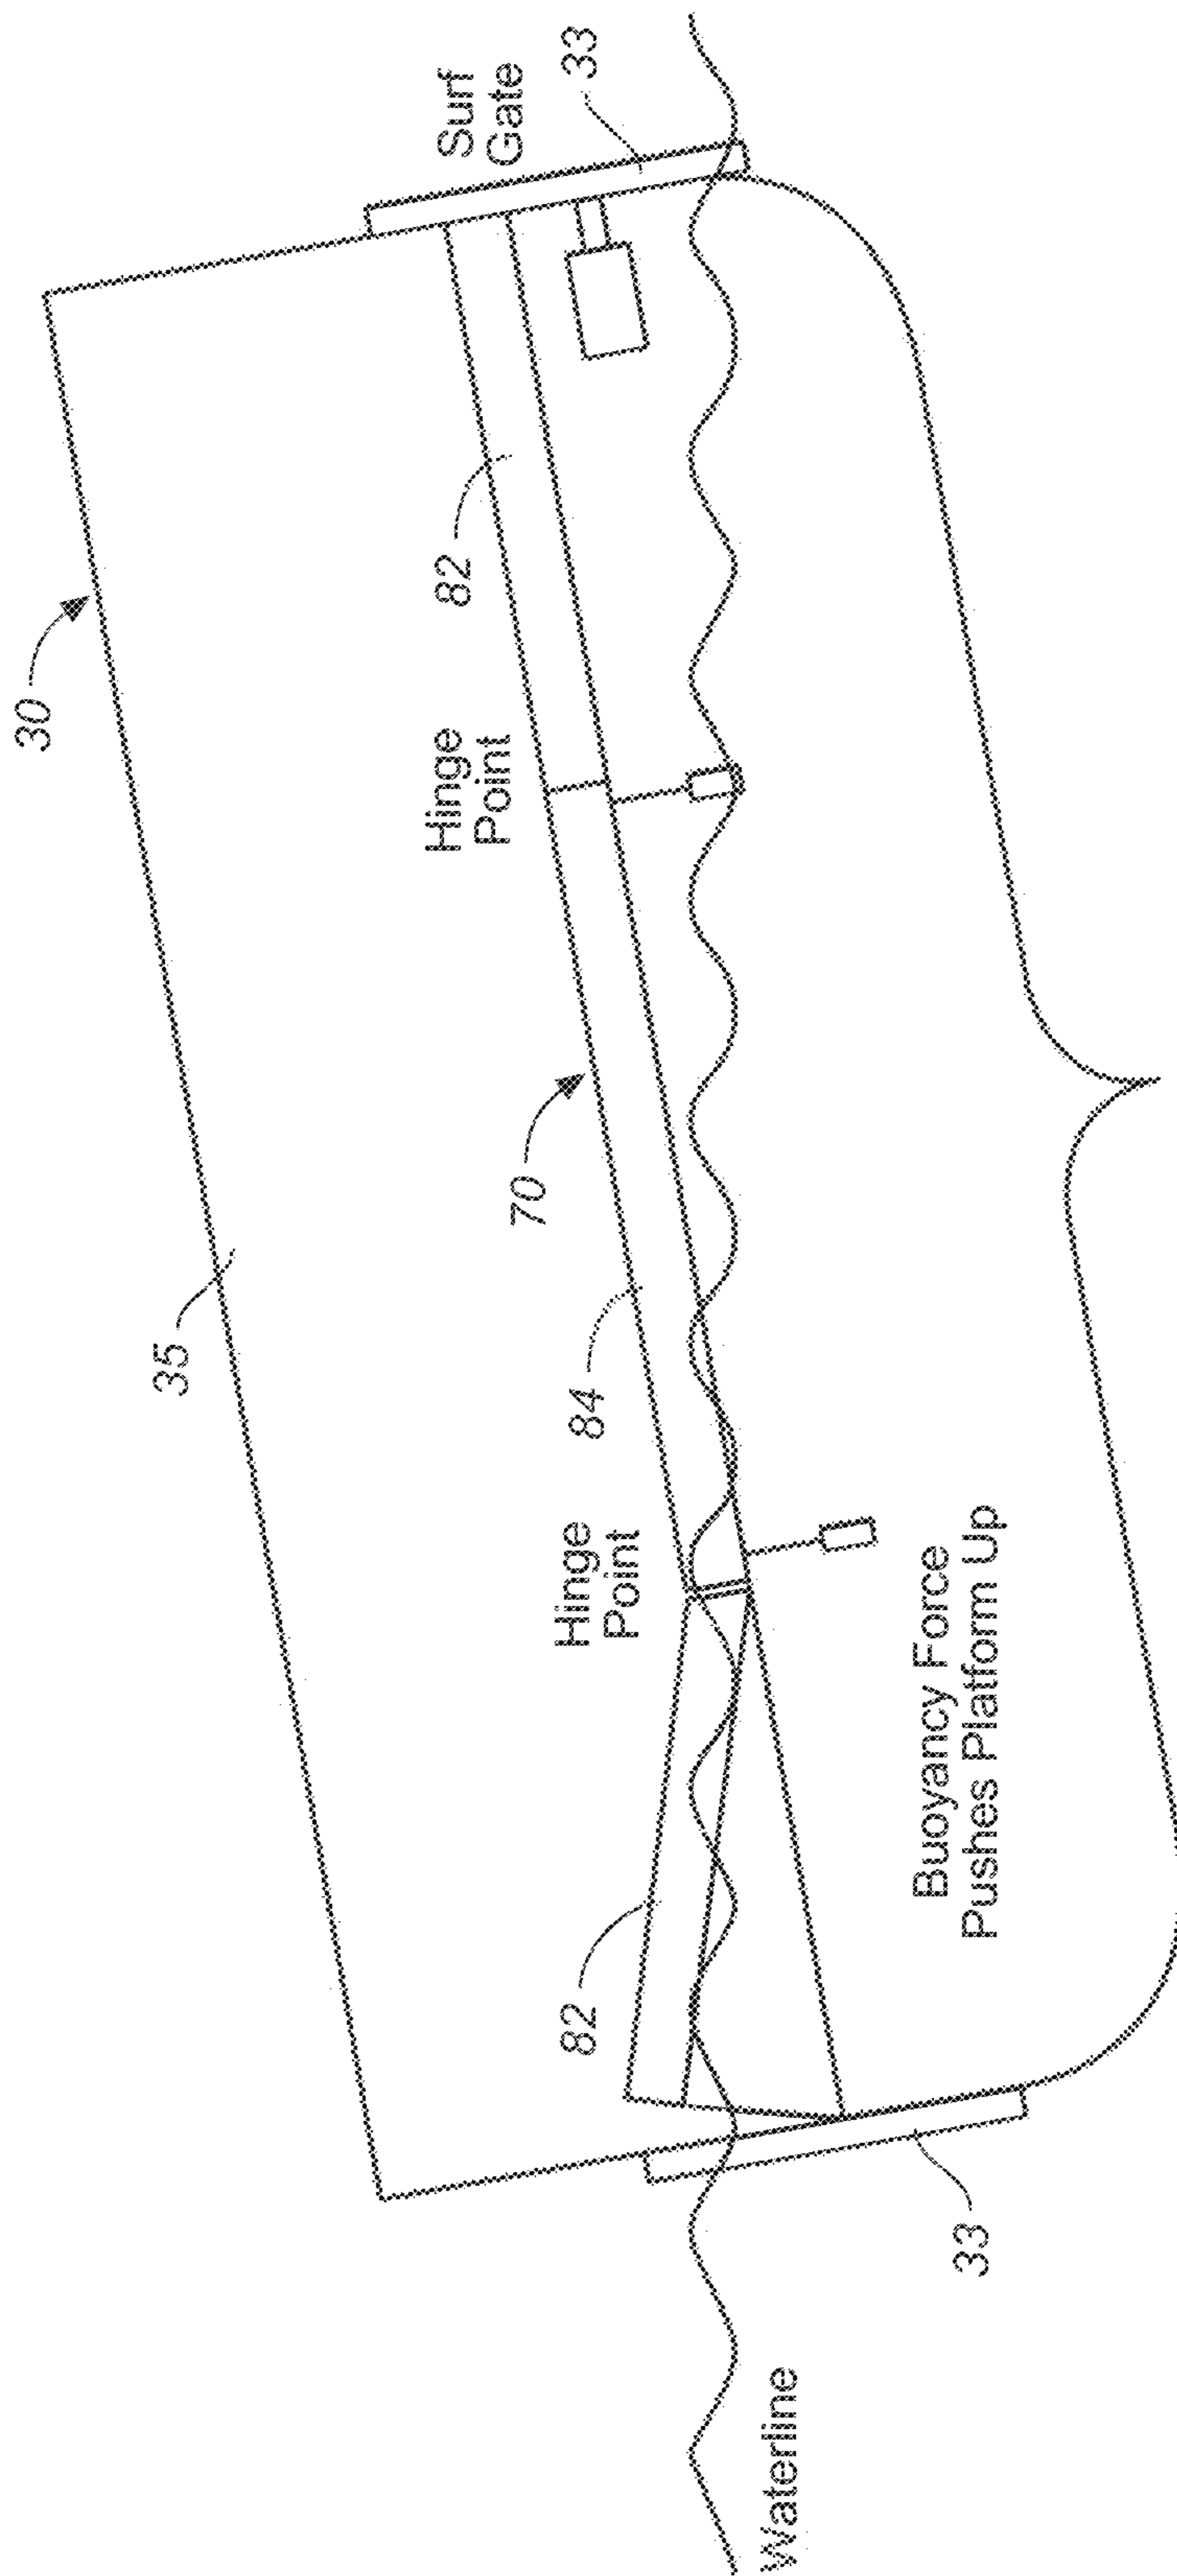 30
35
Surf
Gate
33
82
Hinge
Point
70
84
Hinge
Point
82
Buoyancy Force
Pushes Platform Up
33
Waterline